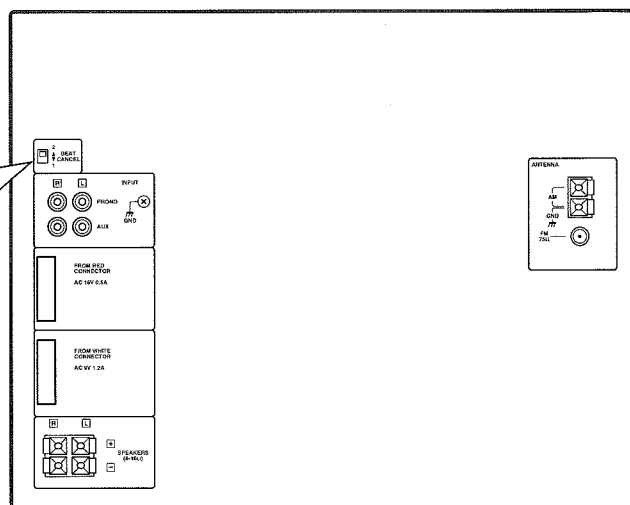 2
BEAT
CANCEL
1
R L INPUT
PHONO
GND
AUX
FROM RED
CONNECTOR
AC 16V 0.5A
FROM WHITE
CONNECTOR
AC 9V 1.2A
R L
+
SPEAKERS
−
ANTENNA
AM
GND
FM
75Ω